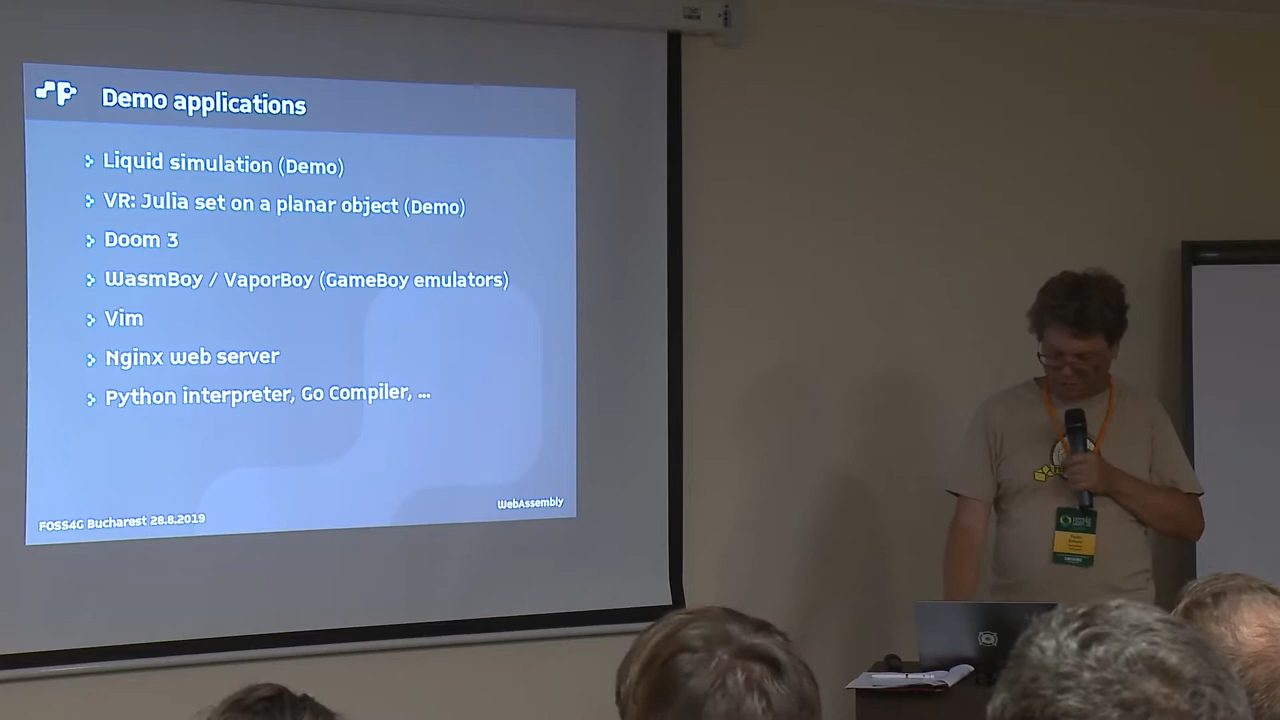 Demo applications
Liquid simulation (Demo)
VR: Julia set on a planar object (Demo)
Doom 3
WasmBoy / VaporBoy (GameBoy emulators)
Vim
Nginx web server
Python interpreter, Go Compiler, ...
WebAssembly
FOSS4G Bucharest 28.8.2019